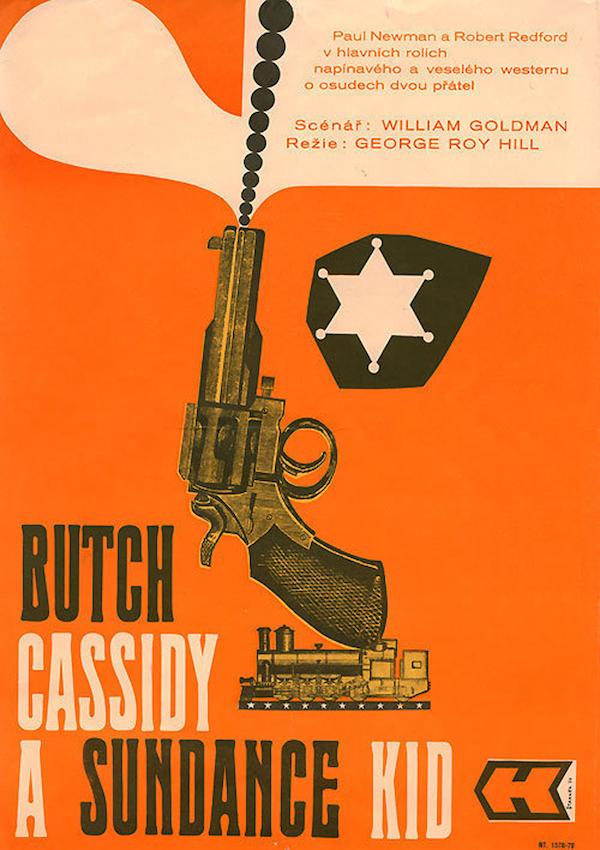 Paul Newman a Robert Redford
v hlavních rolích
napínavého a veselého westernu
o osudech dvou přátel
Scénář: WILLIAM GOLDMAN
Režie: GEORGE ROY HILL
BUTCH
CASSIDY
A SUNDANCE KID